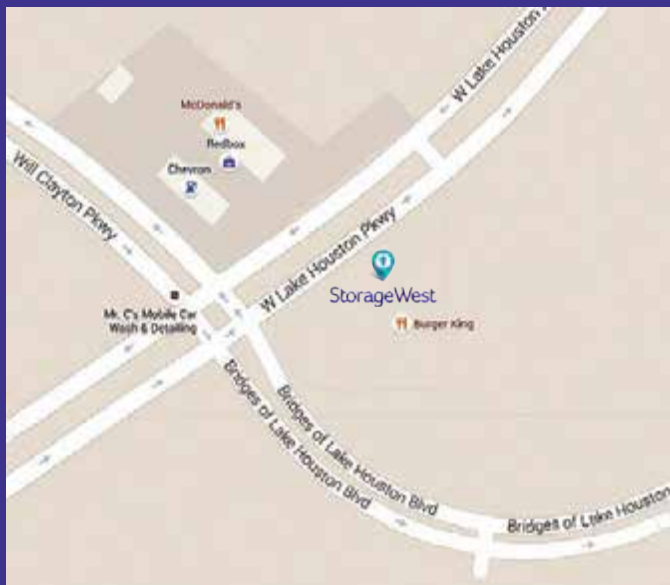 W Lake Houston Pkwy
McDonald's
Redbox
Chevron
Will Clayton Pkwy
W Lake Houston Pkwy
StorageWest
Mr. C's Mobile Car
Wash & Detailing
Burger King
Bridges of Lake Houston Blvd
Bridges of Lake Houston Blvd
Bridges of Lake Houston